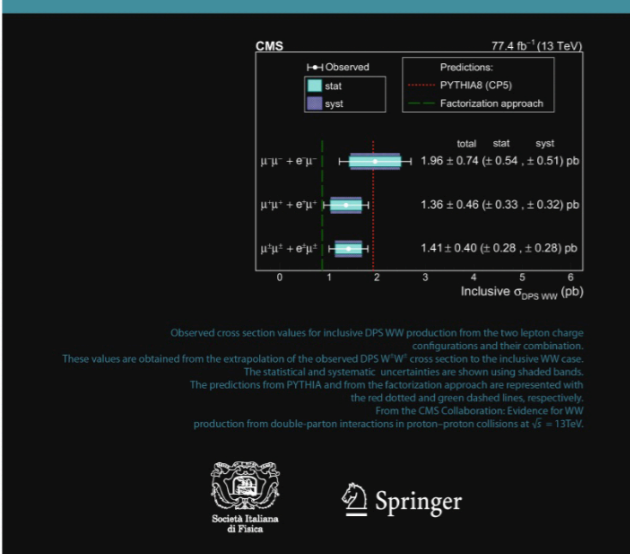 CMS 77.4 fb⁻¹ (13 TeV)
Observed
stat
syst
Predictions:
PYTHIA8 (CP5)
Factorization approach
total stat syst
μ⁻μ⁻ + e⁻μ⁻ 1.96 ± 0.74 (± 0.54 , ± 0.51) pb
μ⁺μ⁺ + e⁺μ⁺ 1.36 ± 0.46 (± 0.33 , ± 0.32) pb
μ±μ± + e±μ± 1.41 ± 0.40 (± 0.28 , ± 0.28) pb
0 1 2 3 4 5 6
Inclusive σDPS WW (pb)
Observed cross section values for inclusive DPS WW production from the two lepton charge
configurations and their combination.
These values are obtained from the extrapolation of the observed DPS W±W± cross section to the inclusive WW case.
The statistical and systematic uncertainties are shown using shaded bands.
The predictions from PYTHIA and from the factorization approach are represented with
the red dotted and green dashed lines, respectively.
From the CMS Collaboration: Evidence for WW
production from double-parton interactions in proton–proton collisions at √s = 13TeV.
Società Italiana
di Fisica
Springer